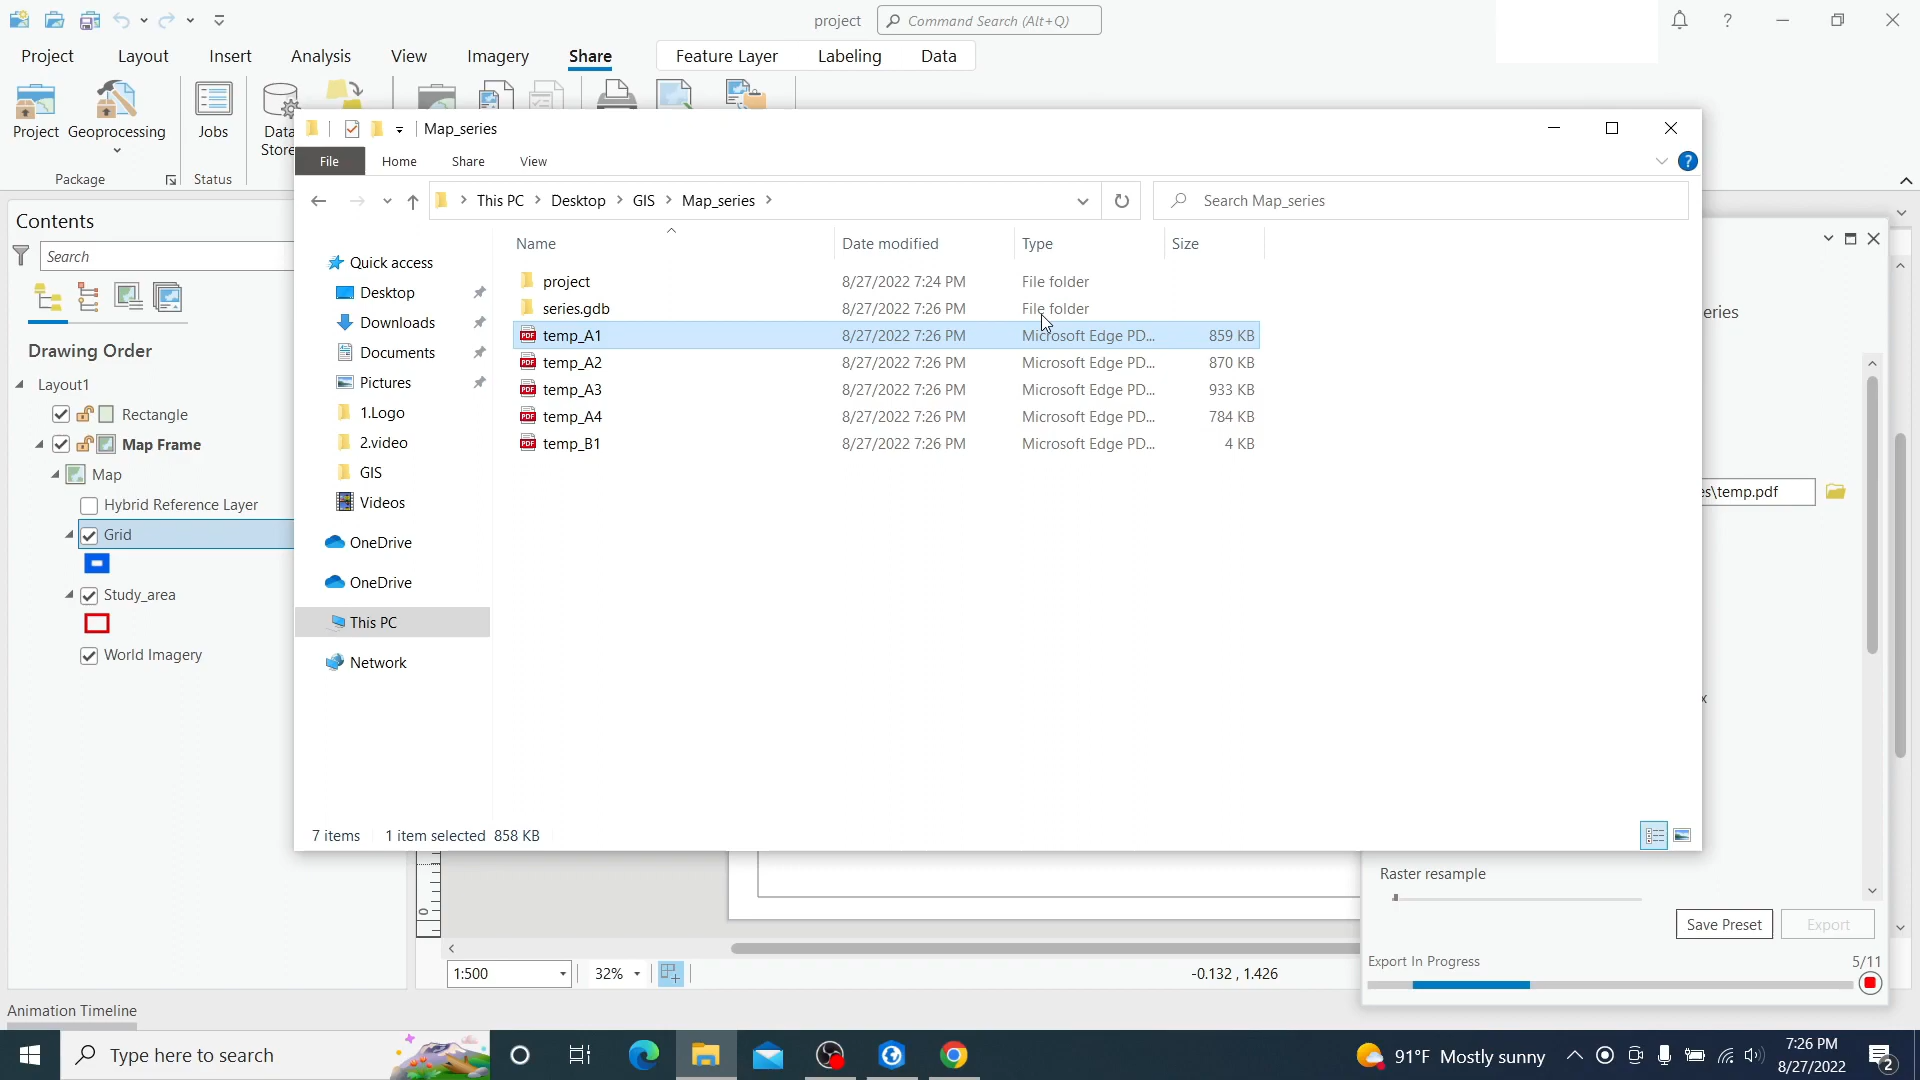 project
Command Search (Alt+Q)
?
Project Layout Insert Analysis View Imagery Share Feature Layer Labeling Data
Project Geoprocessing Jobs Data
Store
Package Status
Map_series
File Home Share View
?
This PC > Desktop > GIS > Map_series >
Search Map_series
Contents
Search
Drawing Order
Layout1
Rectangle
Map Frame
Map
Hybrid Reference Layer
Grid
Study_area
World Imagery
Quick access
Desktop
Downloads
Documents
Pictures
1.Logo
2.video
GIS
Videos
OneDrive
OneDrive
This PC
Network
Name Date modified Type Size
project 8/27/2022 7:24 PM File folder
series.gdb 8/27/2022 7:26 PM File folder
PDF temp_A1 8/27/2022 7:26 PM Microsoft Edge PD... 859 KB
PDF temp_A2 8/27/2022 7:26 PM Microsoft Edge PD... 870 KB
PDF temp_A3 8/27/2022 7:26 PM Microsoft Edge PD... 933 KB
PDF temp_A4 8/27/2022 7:26 PM Microsoft Edge PD... 784 KB
PDF temp_B1 8/27/2022 7:26 PM Microsoft Edge PD... 4 KB
7 items 1 item selected 858 KB
eries
es\temp.pdf
x
Raster resample
Save Preset Export
Export In Progress 5/11
0
1:500 32% -0.132 , 1.426
Animation Timeline
Type here to search
91°F Mostly sunny
7:26 PM
8/27/2022
2